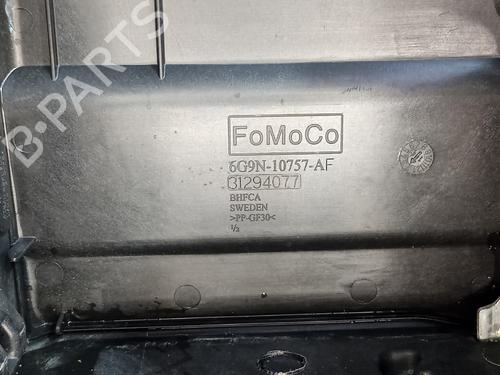 B-PARTS
FoMoCo
6G9N-10757-AF
31294077
BHFCA
SWEDEN
>PP-GF30<
½